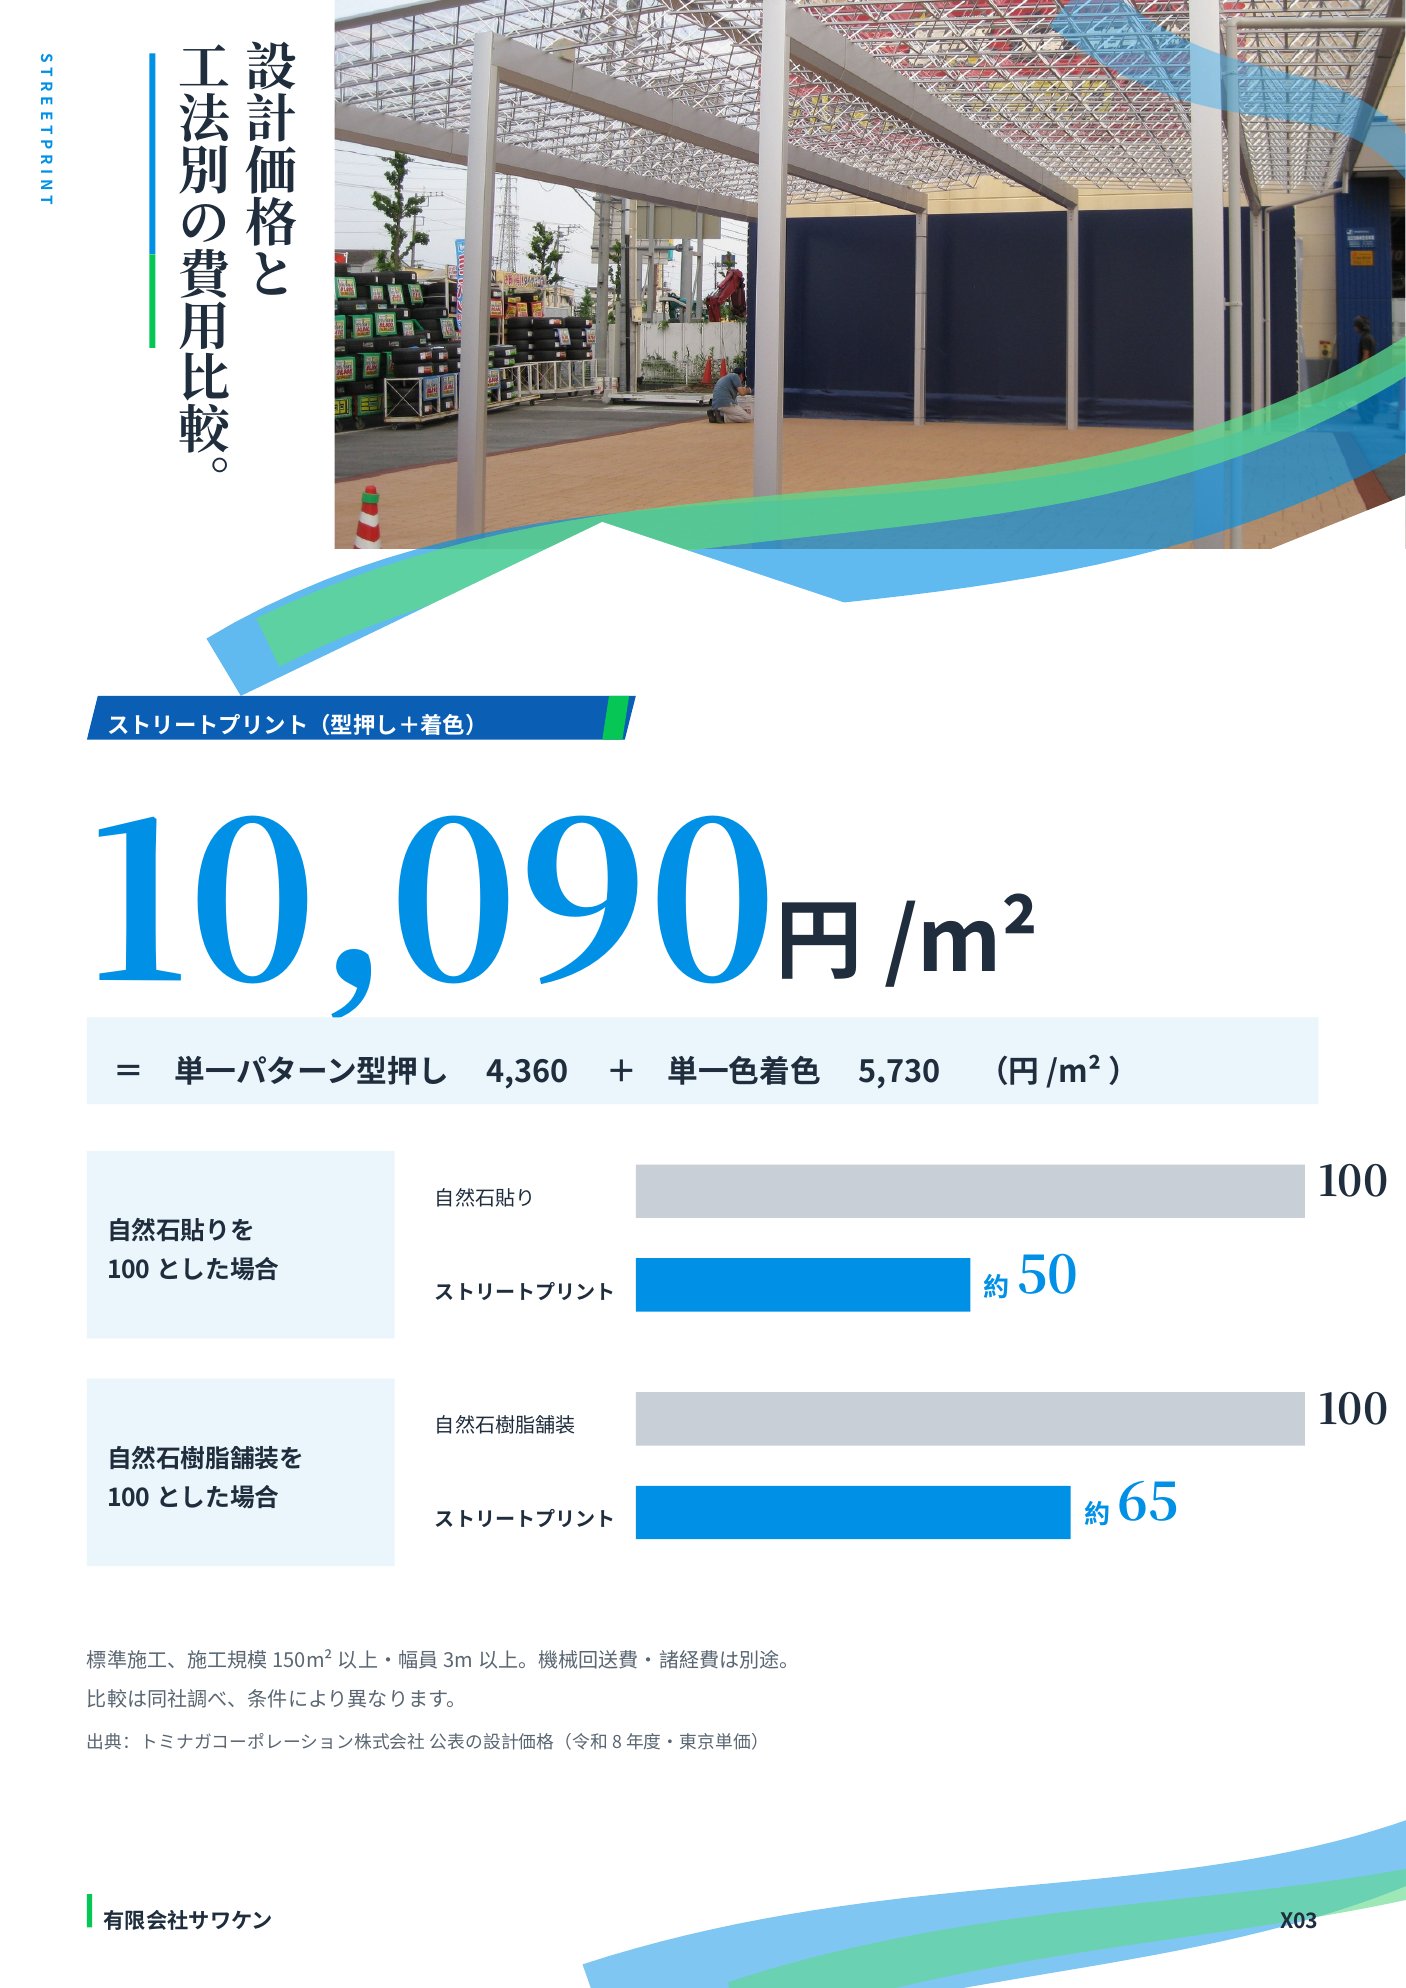 STREETPRINT
設計価格と
工法別の費用比較。
ストリートプリント（型押し＋着色）
10,090円 /m²
＝ 単一パターン型押し 4,360 ＋ 単一色着色 5,730 （円 /m² ）
自然石貼りを
100 とした場合
自然石貼り 100
ストリートプリント 約 50
自然石樹脂舗装を
100 とした場合
自然石樹脂舗装 100
ストリートプリント 約 65
標準施工、施工規模 150m² 以上・幅員 3m 以上。機械回送費・諸経費は別途。
比較は同社調べ、条件により異なります。
出典：トミナガコーポレーション株式会社 公表の設計価格（令和 8 年度・東京単価）
有限会社サワケン
X03